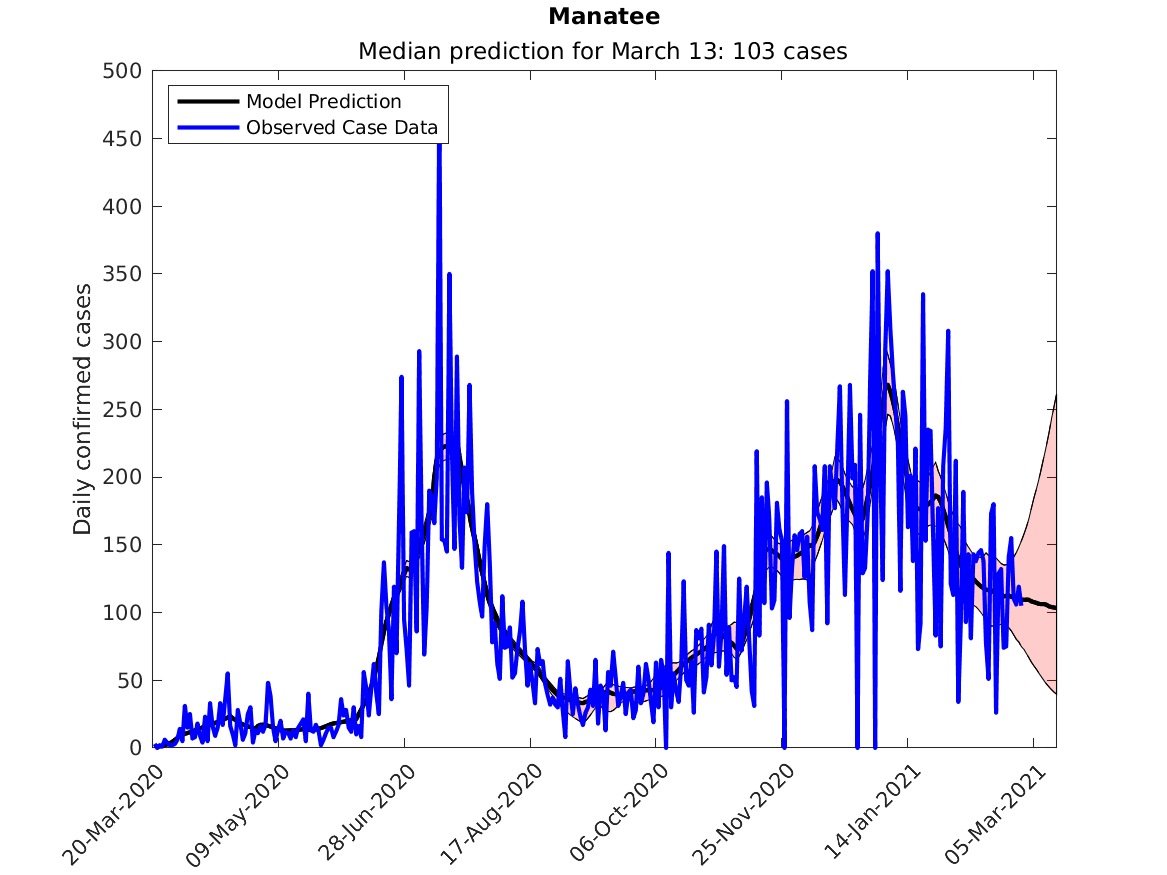 Manatee
Median prediction for March 13: 103 cases
Model Prediction
Observed Case Data
Daily confirmed cases
500
450
400
350
300
250
200
150
100
50
0
20-Mar-2020
09-May-2020
28-Jun-2020
17-Aug-2020
06-Oct-2020
25-Nov-2020
14-Jan-2021
05-Mar-2021